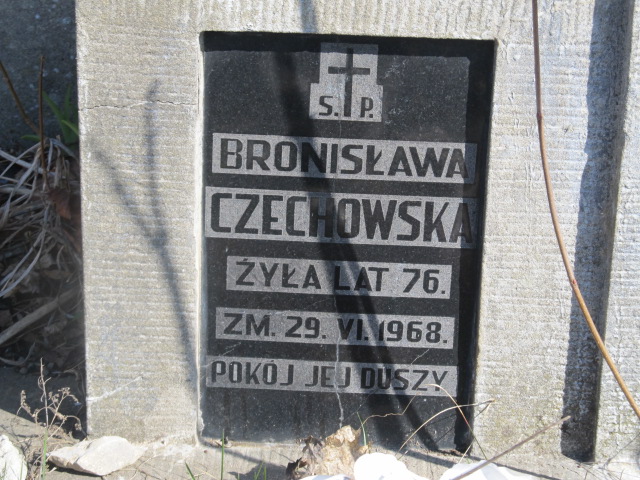 S. P.
BRONISŁAWA
CZECHOWSKA
ŻYŁA LAT 76.
ZM. 29. VI. 1968.
POKÓJ JEJ DUSZY